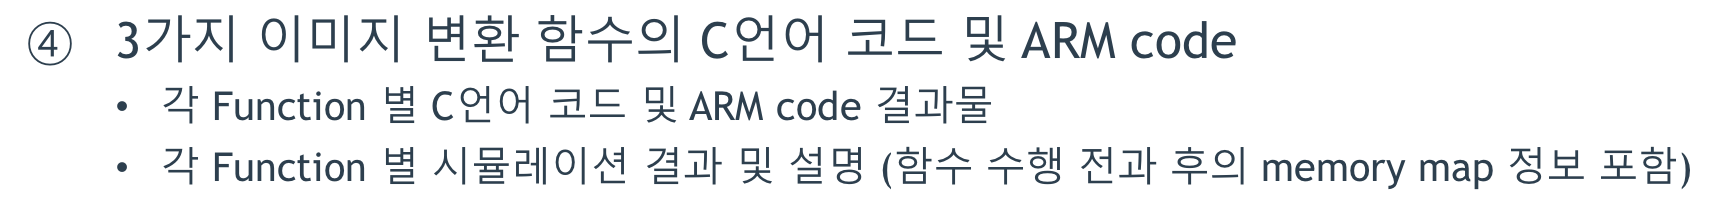 ④ 3가지 이미지 변환 함수의 C언어 코드 및 ARM code
• 각 Function 별 C언어 코드 및 ARM code 결과물
• 각 Function 별 시뮬레이션 결과 및 설명 (함수 수행 전과 후의 memory map 정보 포함)